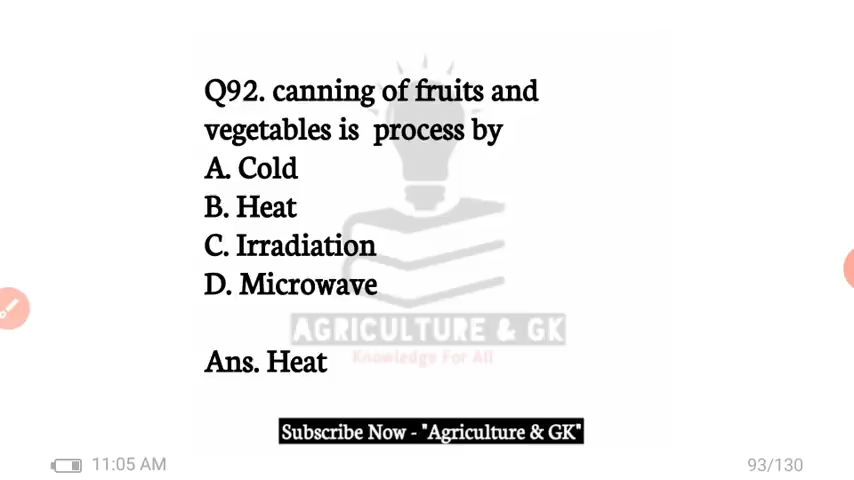 Q92. canning of fruits and
vegetables is process by
A. Cold
B. Heat
C. Irradiation
D. Microwave
AGRICULTURE & GK
Knowledge For All
Ans. Heat
Subscribe Now - "Agriculture & GK"
11:05 AM
93/130